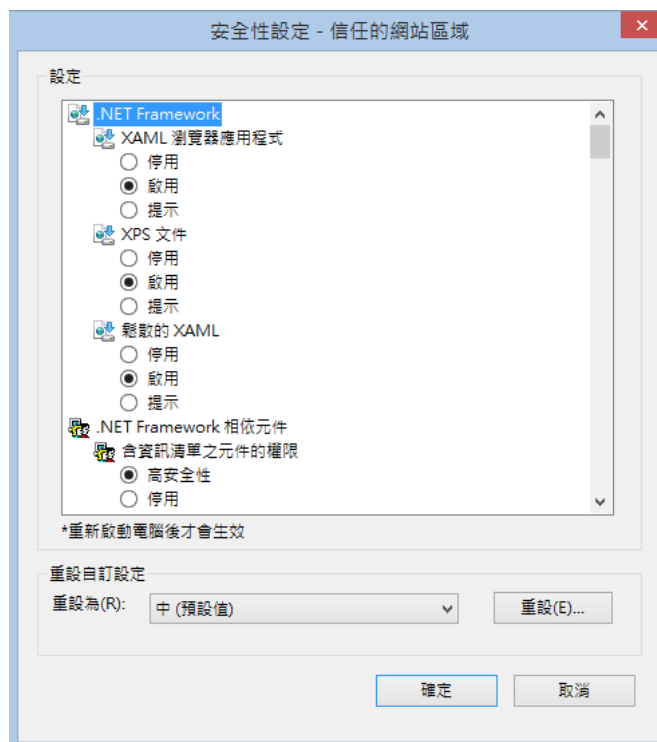 安全性設定 - 信任的網站區域
設定
.NET Framework
XAML 瀏覽器應用程式
停用
啟用
提示
XPS 文件
停用
啟用
提示
鬆散的 XAML
停用
啟用
提示
.NET Framework 相依元件
含資訊清單之元件的權限
高安全性
停用
*重新啟動電腦後才會生效
重設自訂設定
重設為(R): 中 (預設值) 重設(E)...
確定 取消